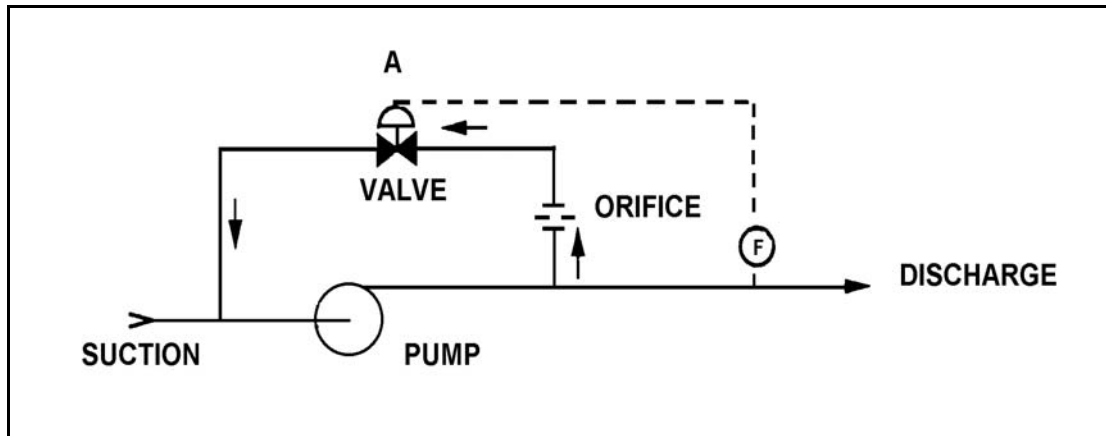 A
VALVE
ORIFICE
F
DISCHARGE
SUCTION
PUMP